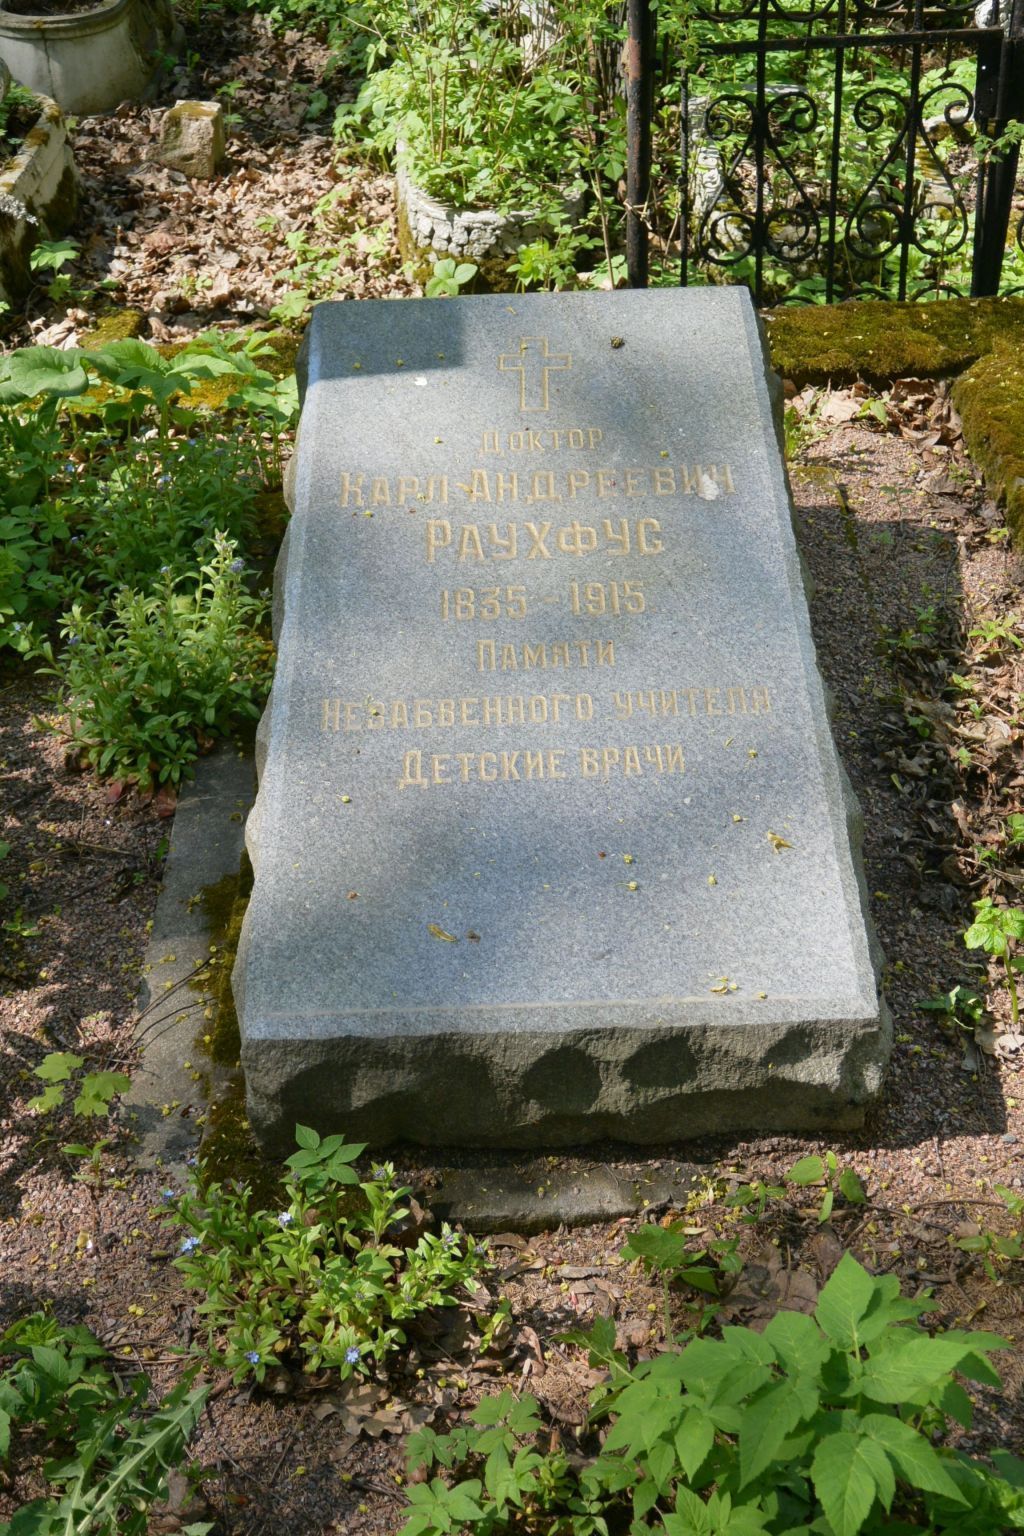 Доктор
Карл Андреевич
Раухфус
1835 - 1915
Памяти
Незабвенного учителя
Детские врачи